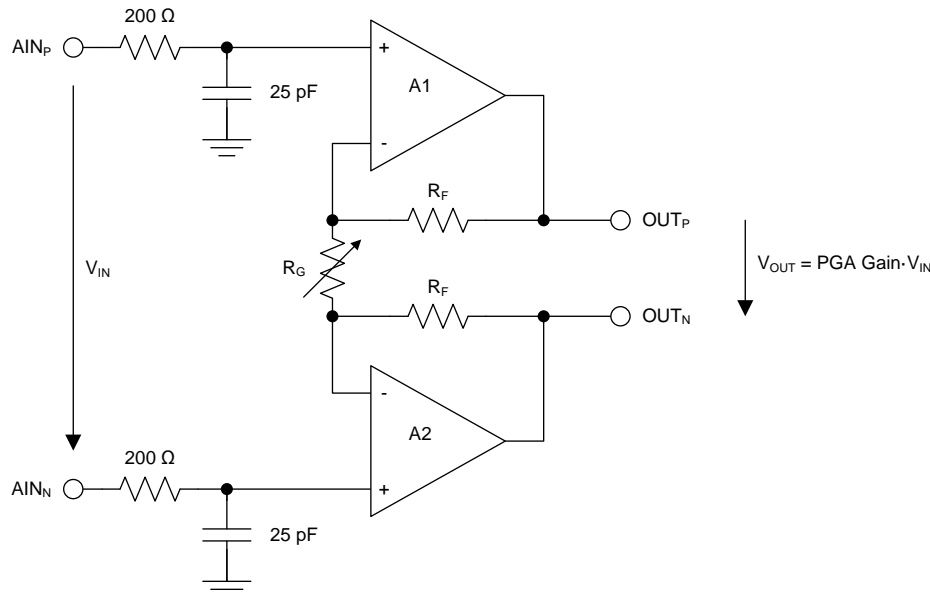 200 Ω
AINP
+
A1
25 pF
-
RF
OUTP
VIN
RG
VOUT = PGA Gain·VIN
RF
OUTN
-
A2
200 Ω
AINN
+
25 pF